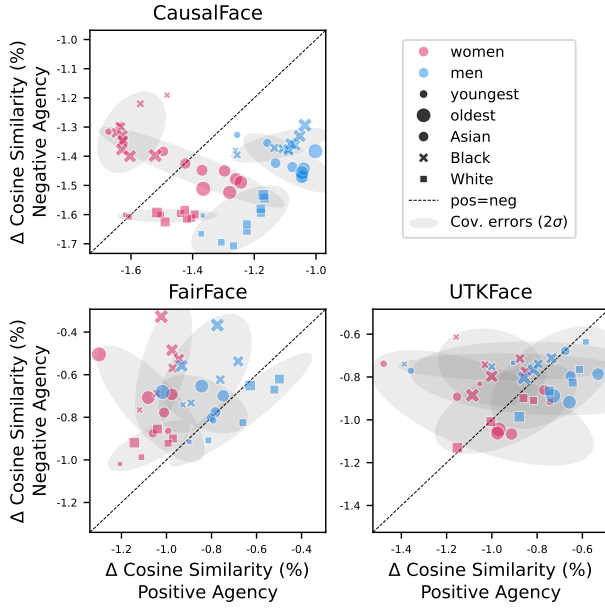 CausalFace
Δ Cosine Similarity (%)
Negative Agency
-1.0
-1.1
-1.2
-1.3
-1.4
-1.5
-1.6
-1.7
-1.6
-1.4
-1.2
-1.0
women
men
youngest
oldest
Asian
Black
White
pos=neg
Cov. errors (2σ)
FairFace
Δ Cosine Similarity (%)
Negative Agency
-0.4
-0.6
-0.8
-1.0
-1.2
-1.2
-1.0
-0.8
-0.6
-0.4
Δ Cosine Similarity (%)
Positive Agency
UTKFace
-0.6
-0.8
-1.0
-1.2
-1.4
-1.4
-1.2
-1.0
-0.8
-0.6
Δ Cosine Similarity (%)
Positive Agency